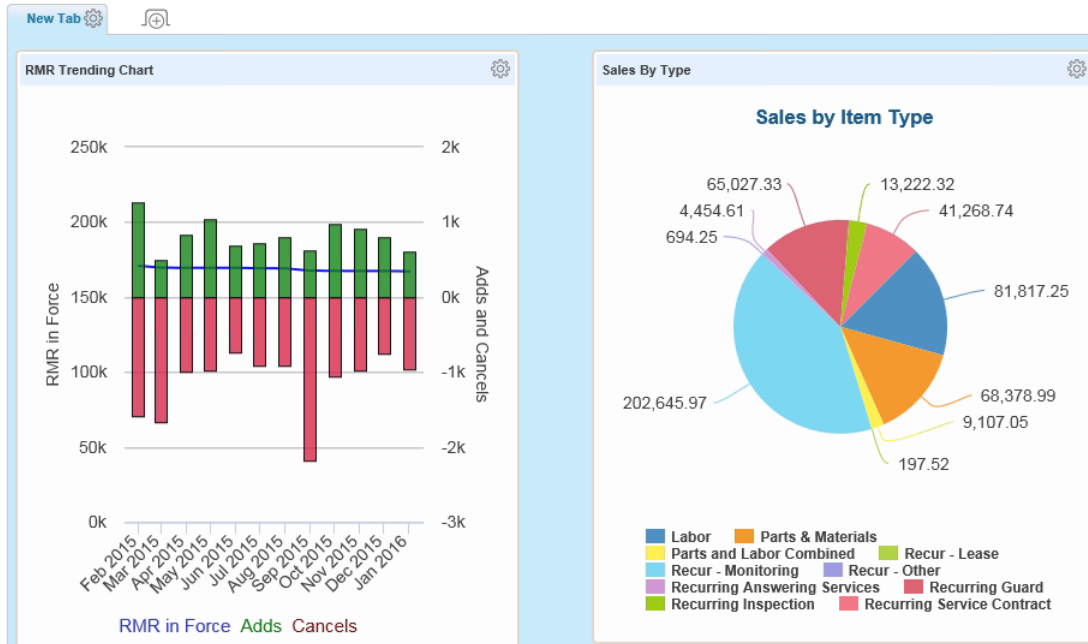 New Tab
RMR Trending Chart
250k
200k
150k
100k
50k
0k
RMR in Force
2k
1k
0k
-1k
-2k
-3k
Adds and Cancels
Feb 2015
Mar 2015
Apr 2015
May 2015
Jun 2015
Jul 2015
Aug 2015
Sep 2015
Oct 2015
Nov 2015
Dec 2015
Jan 2016
RMR in Force Adds Cancels
Sales By Type
Sales by Item Type
65,027.33
13,222.32
4,454.61
41,268.74
694.25
81,817.25
202,645.97
68,378.99
9,107.05
197.52
Labor Parts & Materials
Parts and Labor Combined Recur - Lease
Recur - Monitoring Recur - Other
Recurring Answering Services Recurring Guard
Recurring Inspection Recurring Service Contract